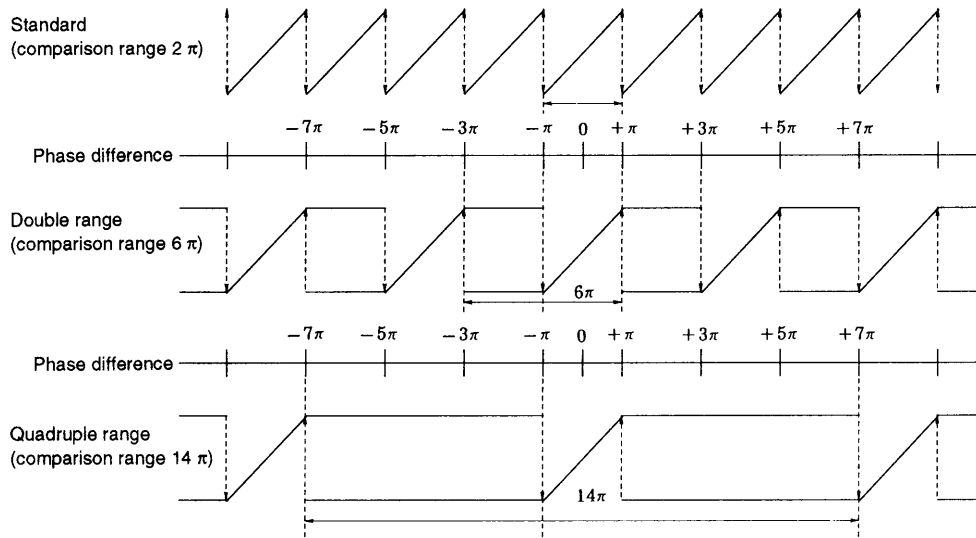 Standard
(comparison range 2 π)
−7π −5π −3π −π 0 +π +3π +5π +7π
Phase difference
Double range
(comparison range 6 π)
6π
−7π −5π −3π −π 0 +π +3π +5π +7π
Phase difference
Quadruple range
(comparison range 14 π)
14π